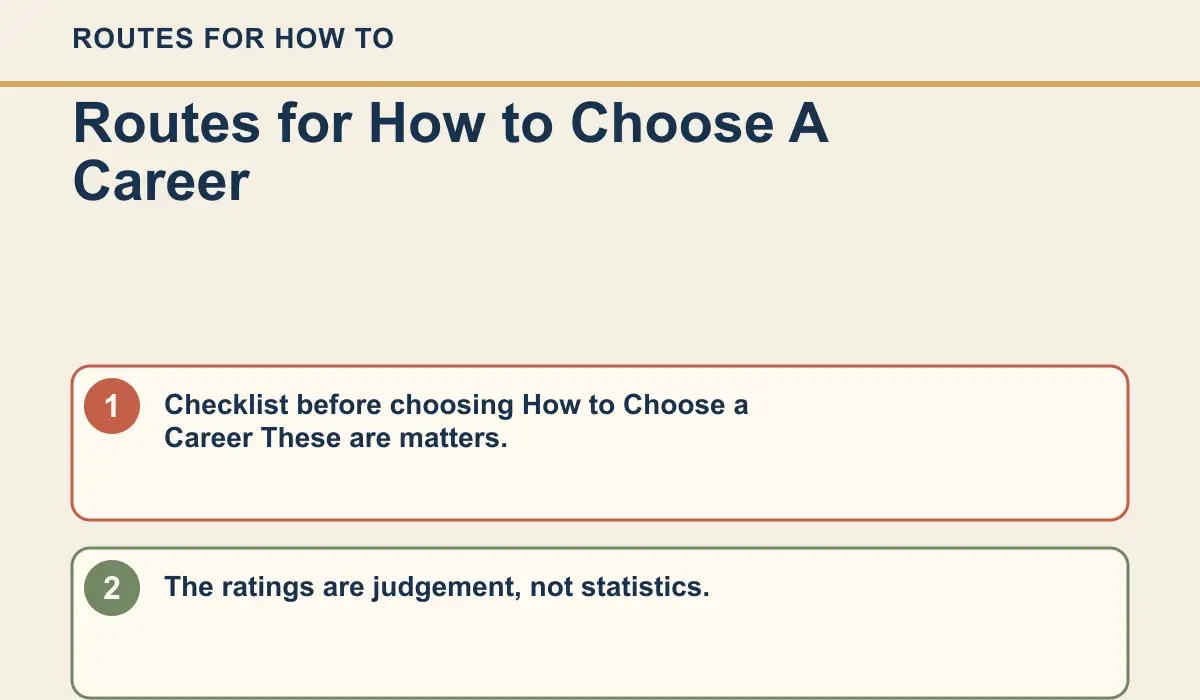 ROUTES FOR HOW TO
Routes for How to Choose A
Career
1
Checklist before choosing How to Choose a
Career These are matters.
2
The ratings are judgement, not statistics.